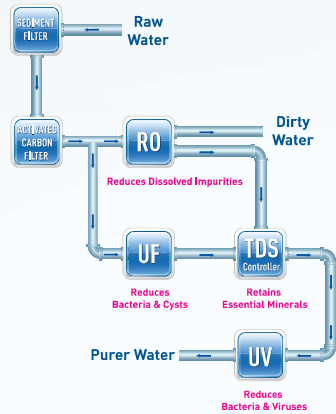 SEDIMENT
FILTER
Raw
Water
ACTIVATED
CARBON
FILTER
RO
Dirty
Water
Reduces Dissolved Impurities
UF
TDS
Controller
Reduces
Bacteria & Cysts
Retains
Essential Minerals
Purer Water
UV
Reduces
Bacteria & Viruses